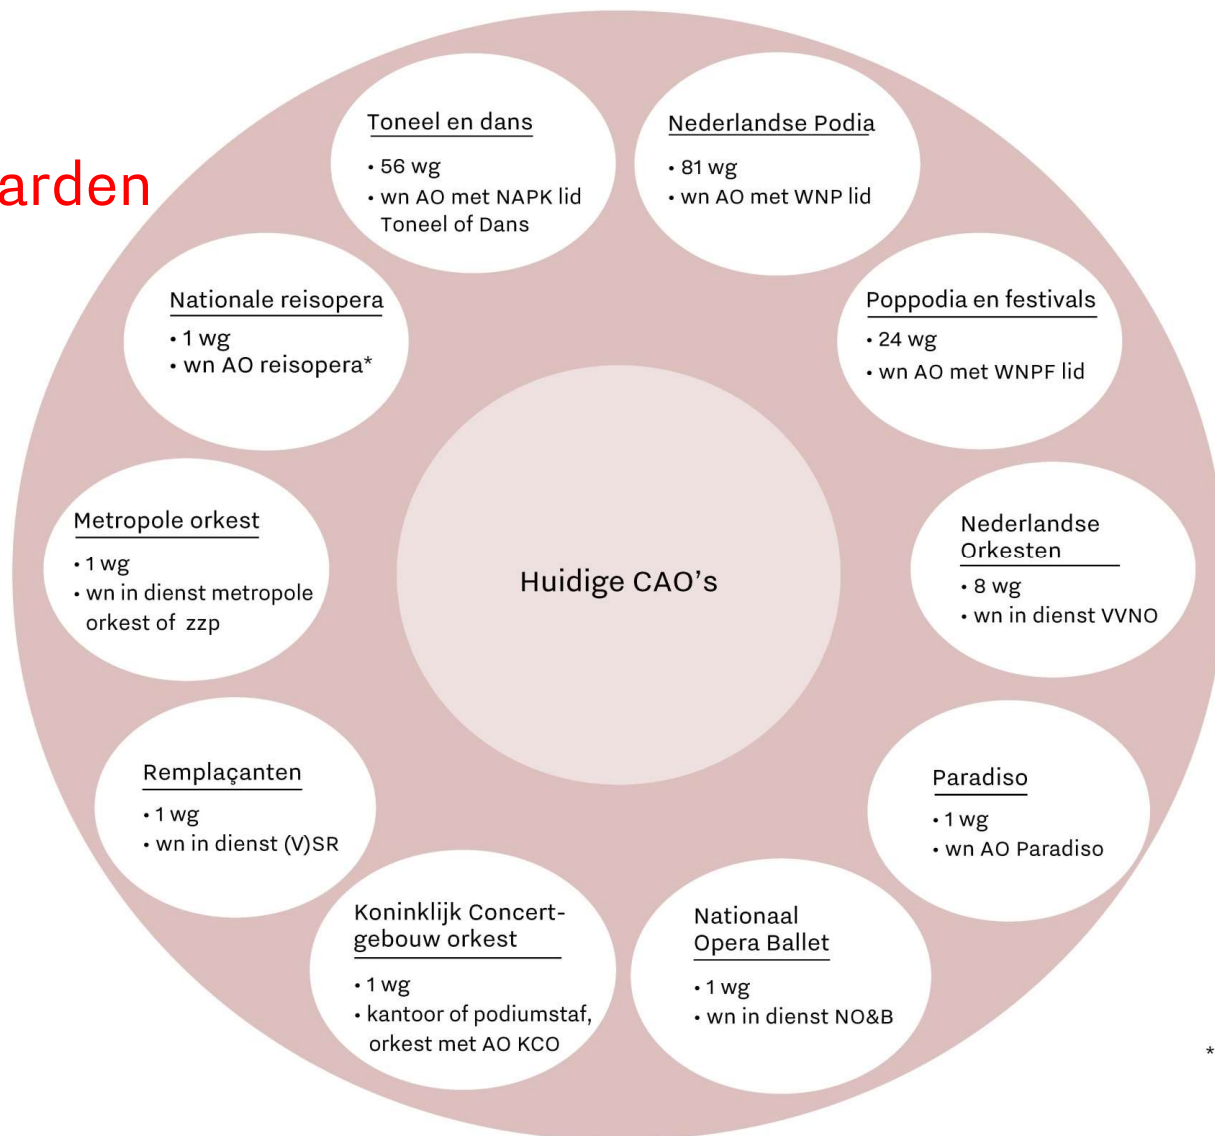 arden
Toneel en dans
• 56 wg
• wn AO met NAPK lid
Toneel of Dans
Nederlandse Podia
• 81 wg
• wn AO met WNP lid
Nationale reisopera
• 1 wg
• wn AO reisopera*
Poppodia en festivals
• 24 wg
• wn AO met WNPF lid
Metropole orkest
• 1 wg
• wn in dienst metropole
orkest of zzp
Huidige CAO's
Nederlandse
Orkesten
• 8 wg
• wn in dienst VVNO
Remplaçanten
• 1 wg
• wn in dienst (V)SR
Paradiso
• 1 wg
• wn AO Paradiso
Koninklijk Concert-
gebouw orkest
• 1 wg
• kantoor of podiumstaf,
orkest met AO KCO
Nationaal
Opera Ballet
• 1 wg
• wn in dienst NO&B
*